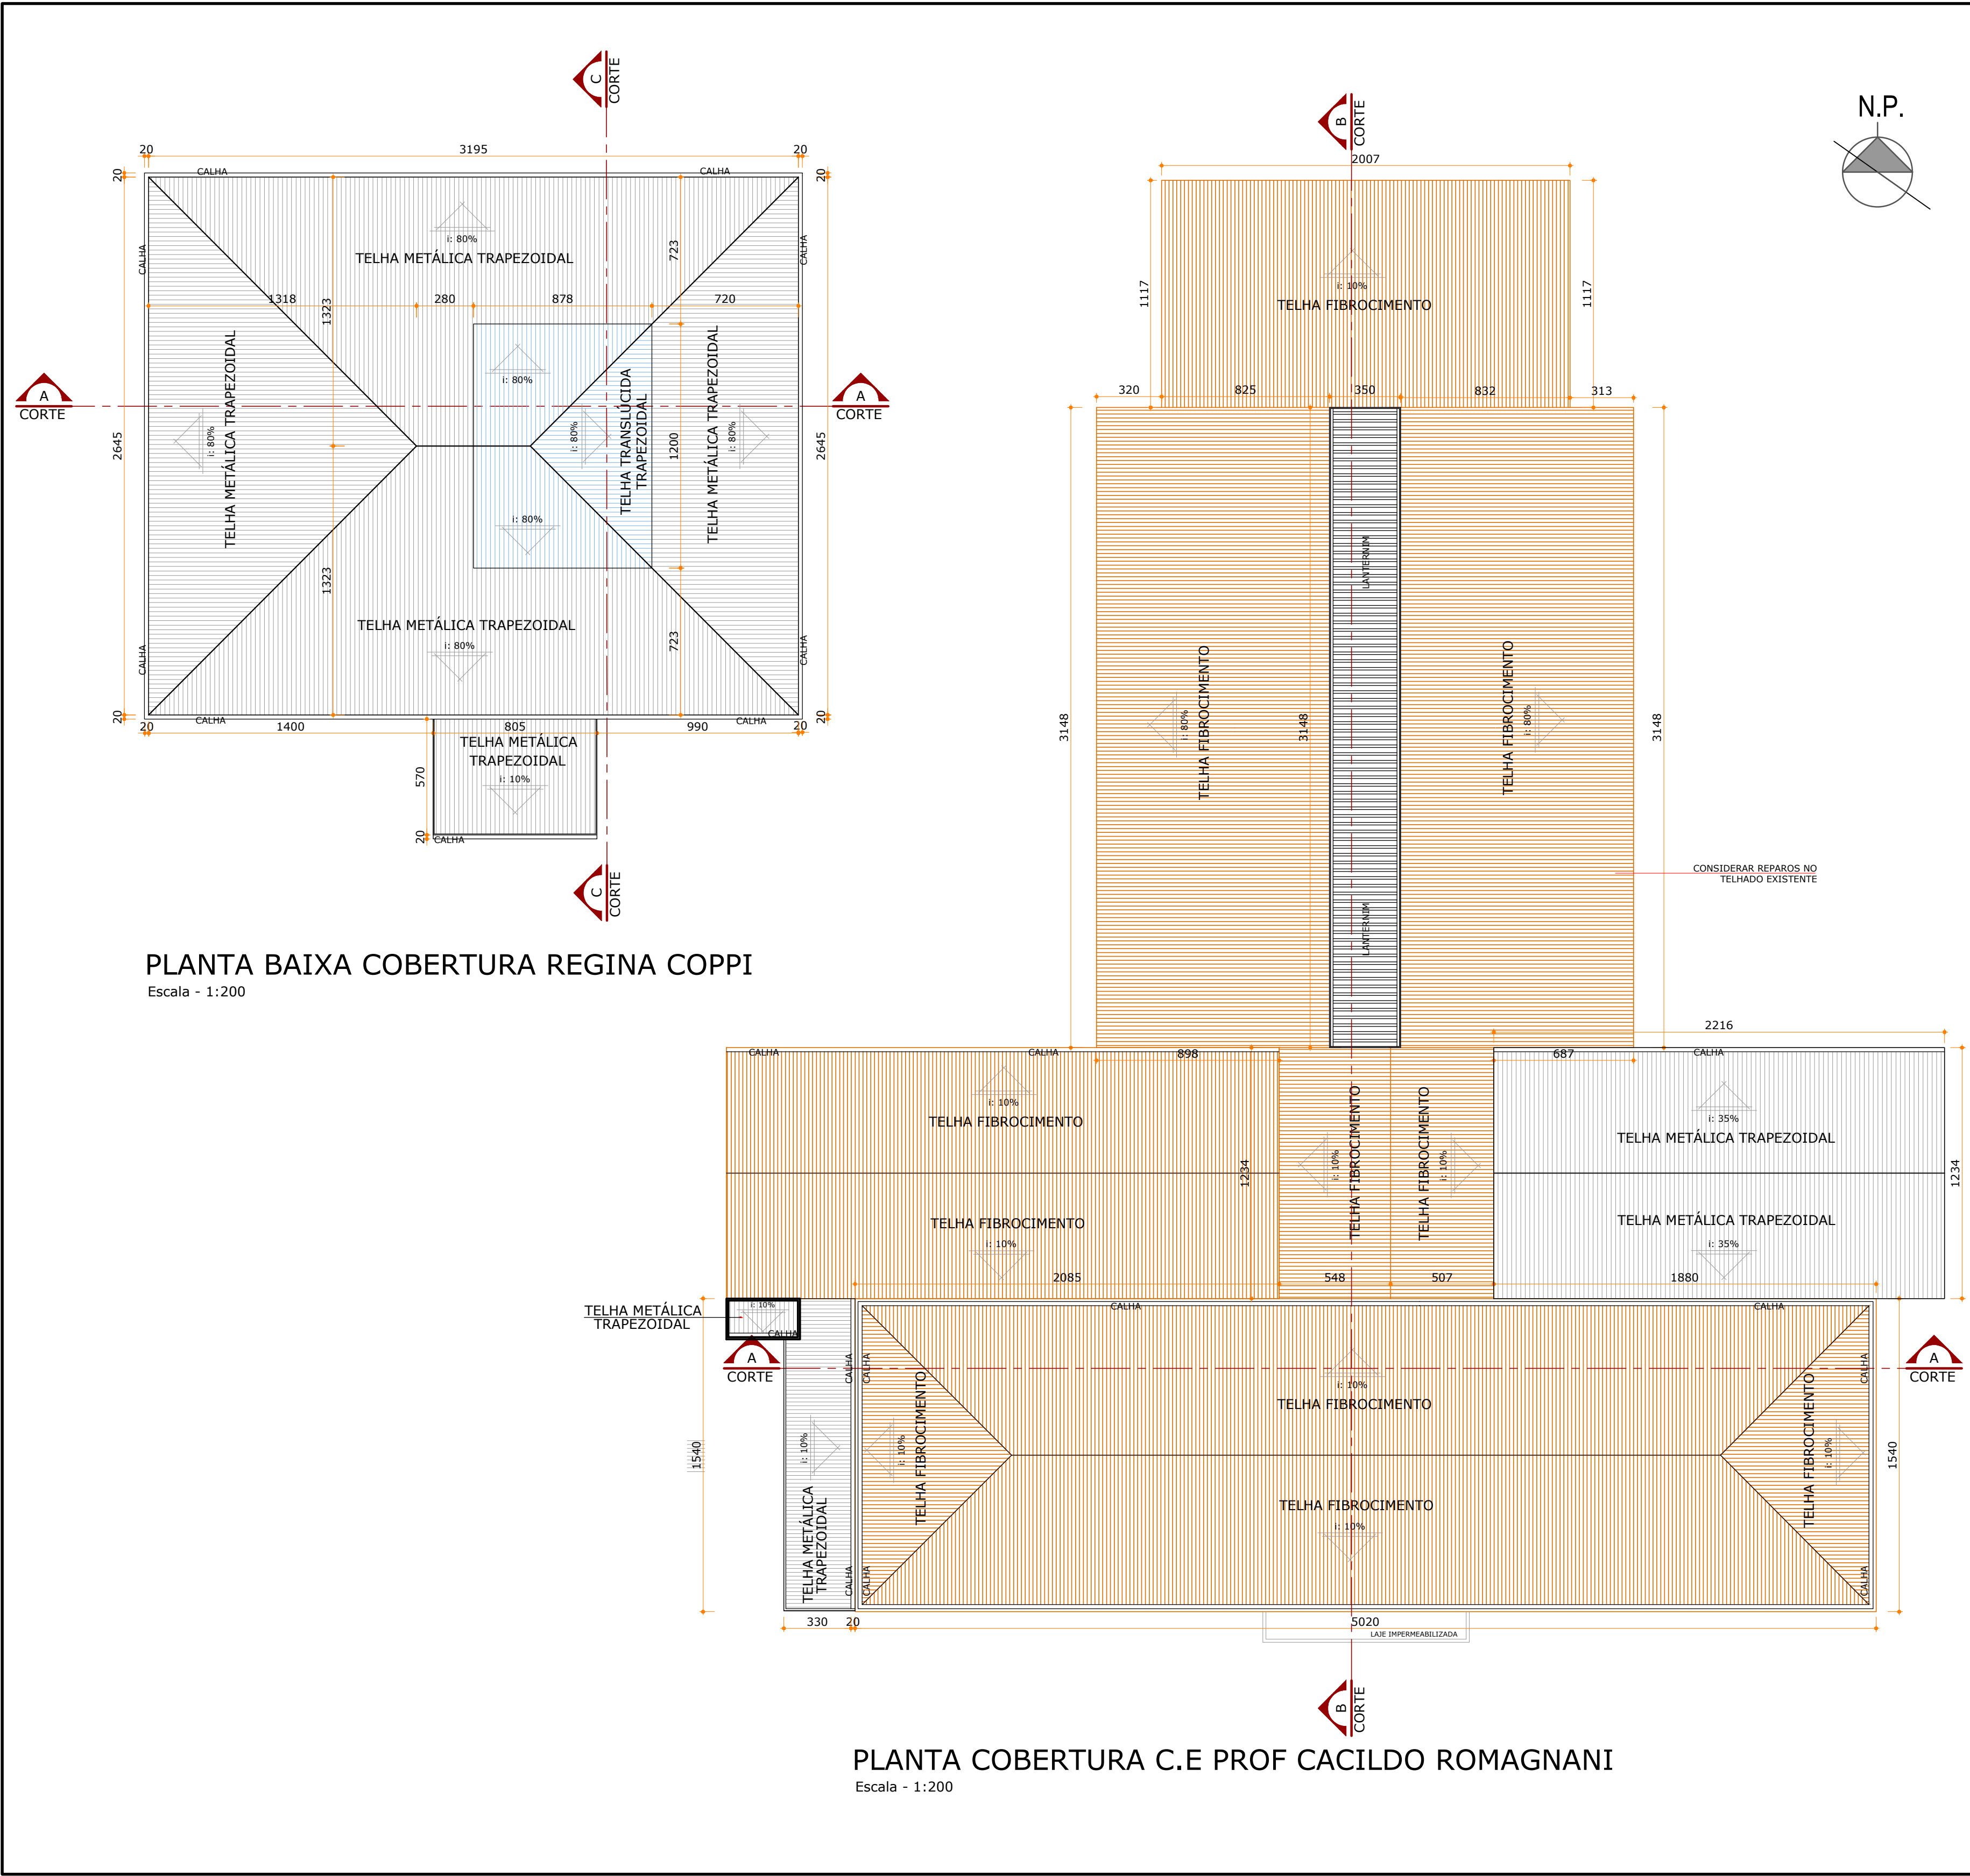 C
CORTE
20
3195
20
CALHA
CALHA
20
20
i: 80%
TELHA METÁLICA TRAPEZOIDAL
723
CALHA
CALHA
1318
280
878
720
1323
TELHA METÁLICA TRAPEZOIDAL
i: 80%
TELHA TRANSLUCIDA
TRAPEZOIDAL
TELHA METÁLICA TRAPEZOIDAL
A
CORTE
A
CORTE
2645
i: 80%
i: 80%
1200
i: 80%
2645
i: 80%
1323
TELHA METÁLICA TRAPEZOIDAL
i: 80%
723
CALHA
CALHA
20
20
CALHA
CALHA
20
1400
805
990
20
TELHA METÁLICA
TRAPEZOIDAL
i: 10%
570
20
CALHA
C
CORTE
PLANTA BAIXA COBERTURA REGINA COPPI
Escala - 1:200
N.P.
B
CORTE
2007
1117
1117
i: 10%
TELHA FIBROCIMENTO
320
825
350
832
313
LANTERNIM
TELHA FIBROCIMENTO
i: 80%
TELHA FIBROCIMENTO
i: 80%
3148
3148
3148
CONSIDERAR REPAROS NO
TELHADO EXISTENTE
LANTERNIM
2216
CALHA
CALHA
898
687
CALHA
i: 10%
TELHA FIBROCIMENTO
i: 35%
TELHA METÁLICA TRAPEZOIDAL
1234
i: 10%
TELHA FIBROCIMENTO
TELHA FIBROCIMENTO
i: 10%
1234
TELHA FIBROCIMENTO
i: 10%
TELHA METÁLICA TRAPEZOIDAL
i: 35%
2085
548
507
1880
TELHA METÁLICA
TRAPEZOIDAL
i: 10%
CALHA
CALHA
CALHA
A
CORTE
CALHA
CALHA
CALHA
A
CORTE
i: 10%
TELHA FIBROCIMENTO
TELHA FIBROCIMENTO
i: 10%
TELHA FIBROCIMENTO
i: 10%
1540
i: 10%
1540
TELHA FIBROCIMENTO
i: 10%
TELHA METÁLICA
TRAPEZOIDAL
CALHA
CALHA
CALHA
330
20
5020
LAJE IMPERMEABILIZADA
B
CORTE
PLANTA COBERTURA C.E PROF CACILDO ROMAGNANI
Escala - 1:200